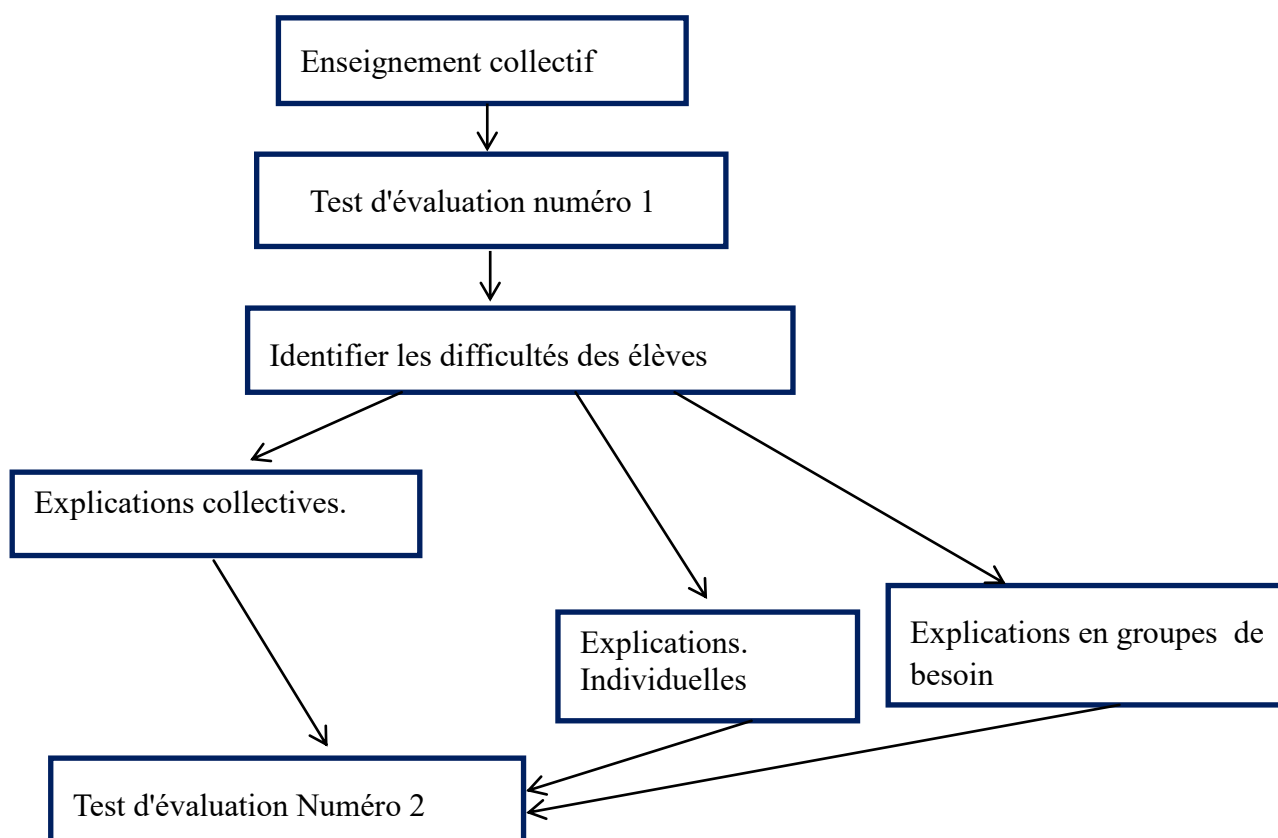 Enseignement collectif
Test d'évaluation numéro 1
Identifier les difficultés des élèves
Explications collectives.
Explications.
Individuelles
Explications en groupes  de
besoin
Test d'évaluation Numéro 2